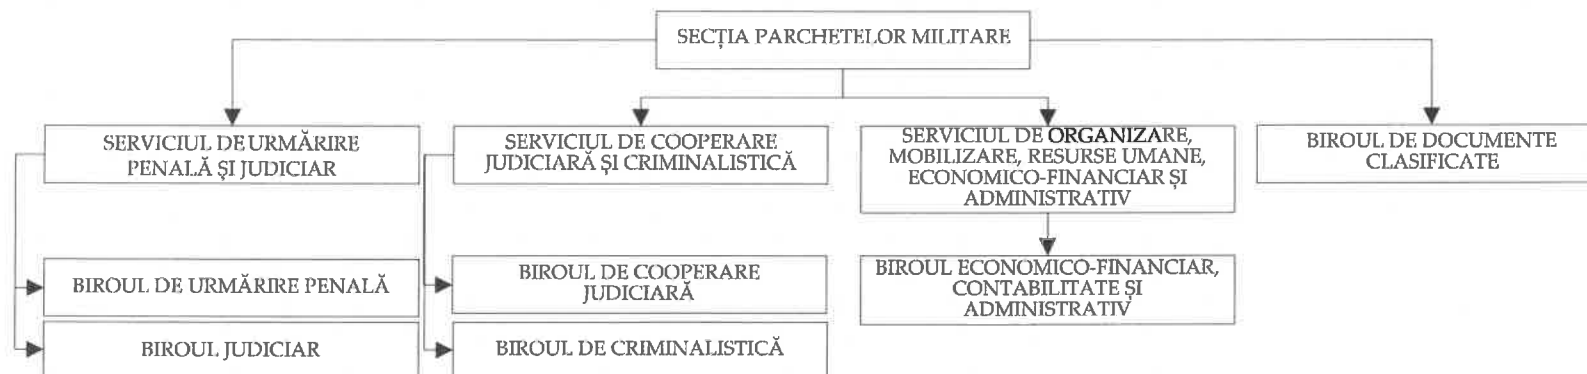 SECȚIA PARCHETELOR MILITARE
SERVICIUL DE URMĂRIRE
PENALĂ ȘI JUDICIAR
SERVICIUL DE COOPERARE
JUDICIARĂ ȘI CRIMINALISTICĂ
SERVICIUL DE ORGANIZARE,
MOBILIZARE, RESURSE UMANE,
ECONOMICO-FINANCIAR ȘI
ADMINISTRATIV
BIROUL DE DOCUMENTE
CLASIFICATE
BIROUL DE URMĂRIRE PENALĂ
BIROUL DE COOPERARE
JUDICIARĂ
BIROUL ECONOMICO-FINANCIAR,
CONTABILITATE ȘI
ADMINISTRATIV
BIROUL JUDICIAR
BIROUL DE CRIMINALISTICĂ